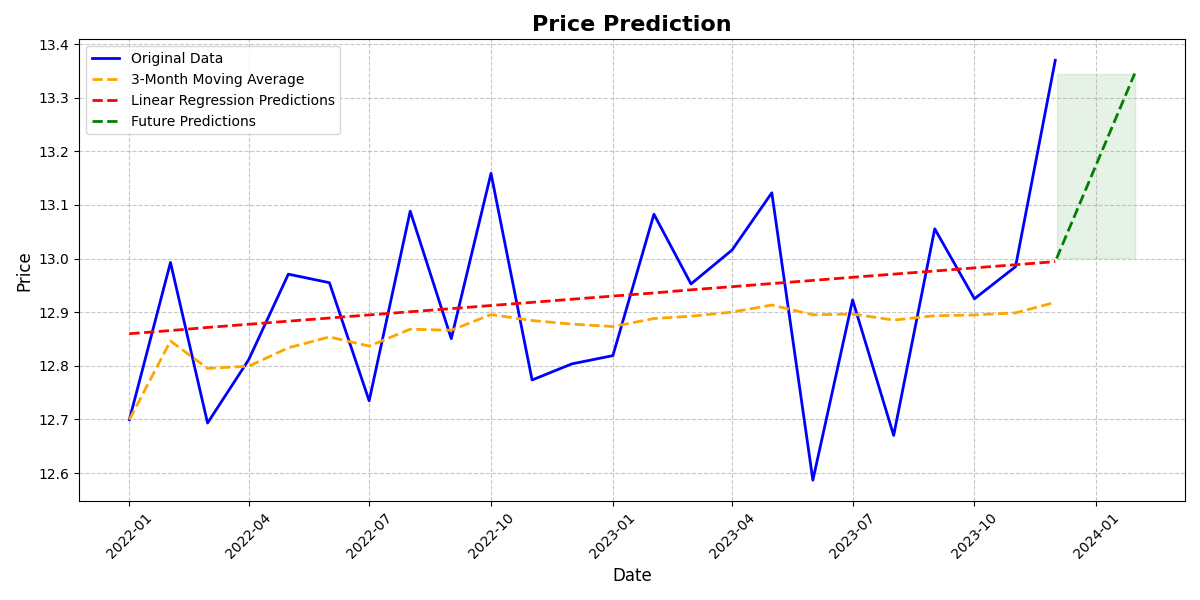 Price Prediction
Original Data
3-Month Moving Average
Linear Regression Predictions
Future Predictions
13.4
13.3
13.2
13.1
13.0
12.9
12.8
12.7
12.6
Price
2022-01
2022-04
2022-07
2022-10
2023-01
2023-04
2023-07
2023-10
2024-01
Date